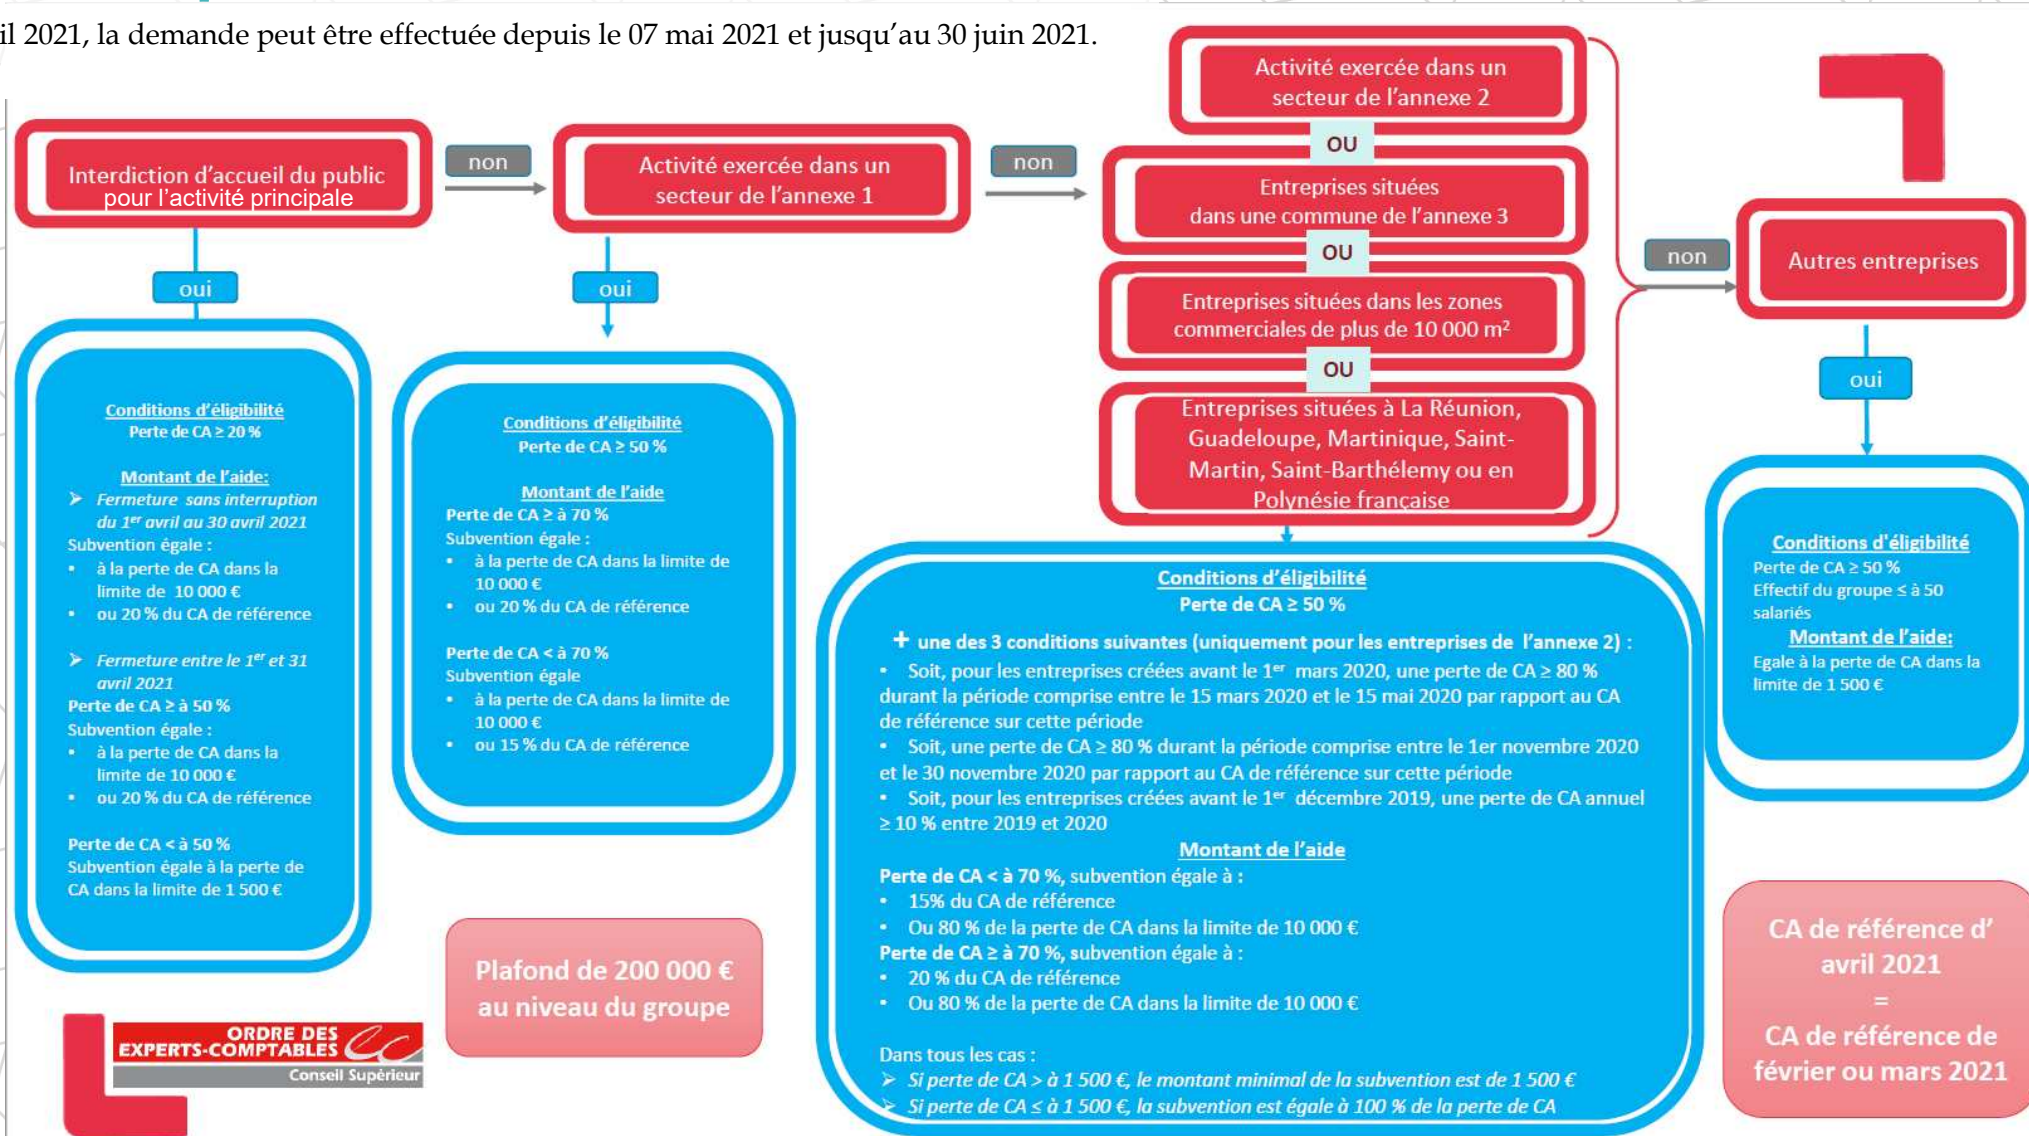 il 2021, la demande peut être effectuée depuis le 07 mai 2021 et jusqu'au 30 juin 2021.
Interdiction d'accueil du public
pour l'activité principale
non
Activité exercée dans un
secteur de l'annexe 1
non
Activité exercée dans un
secteur de l'annexe 2
OU
Entreprises situées
dans une commune de l'annexe 3
OU
Entreprises situées dans les zones
commerciales de plus de 10 000 m²
OU
Entreprises situées à La Réunion,
Guadeloupe, Martinique, Saint-
Martin, Saint-Barthélemy ou en
Polynésie française
non
Autres entreprises
oui
Conditions d'éligibilité
Perte de CA ≥ 20 %
Montant de l'aide:
➢ Fermeture sans interruption
du 1er avril au 30 avril 2021
Subvention égale :
• à la perte de CA dans la
limite de 10 000 €
• ou 20 % du CA de référence
➢ Fermeture entre le 1er et 31
avril 2021
Perte de CA ≥ à 50 %
Subvention égale :
• à la perte de CA dans la
limite de 10 000 €
• ou 20 % du CA de référence
Perte de CA < à 50 %
Subvention égale à la perte de
CA dans la limite de 1 500 €
oui
Conditions d'éligibilité
Perte de CA ≥ 50 %
Montant de l'aide
Perte de CA ≥ à 70 %
Subvention égale :
• à la perte de CA dans la limite de
10 000 €
• ou 20 % du CA de référence
Perte de CA < à 70 %
Subvention égale
• à la perte de CA dans la limite de
10 000 €
• ou 15 % du CA de référence
Conditions d'éligibilité
Perte de CA ≥ 50 %
+ une des 3 conditions suivantes (uniquement pour les entreprises de l'annexe 2) :
• Soit, pour les entreprises créées avant le 1er mars 2020, une perte de CA ≥ 80 %
durant la période comprise entre le 15 mars 2020 et le 15 mai 2020 par rapport au CA
de référence sur cette période
• Soit, une perte de CA ≥ 80 % durant la période comprise entre le 1er novembre 2020
et le 30 novembre 2020 par rapport au CA de référence sur cette période
• Soit, pour les entreprises créées avant le 1er décembre 2019, une perte de CA annuel
≥ 10 % entre 2019 et 2020
Montant de l'aide
Perte de CA < à 70 %, subvention égale à :
• 15% du CA de référence
• Ou 80 % de la perte de CA dans la limite de 10 000 €
Perte de CA ≥ à 70 %, subvention égale à :
• 20 % du CA de référence
• Ou 80 % de la perte de CA dans la limite de 10 000 €
Dans tous les cas :
➢ Si perte de CA > à 1 500 €, le montant minimal de la subvention est de 1 500 €
➢ Si perte de CA ≤ à 1 500 €, la subvention est égale à 100 % de la perte de CA
oui
Conditions d'éligibilité
Perte de CA ≥ 50 %
Effectif du groupe ≤ à 50
salariés
Montant de l'aide:
Egale à la perte de CA dans la
limite de 1 500 €
Plafond de 200 000 €
au niveau du groupe
CA de référence d'
avril 2021
=
CA de référence de
février ou mars 2021
ORDRE DES
EXPERTS-COMPTABLES
Conseil Supérieur